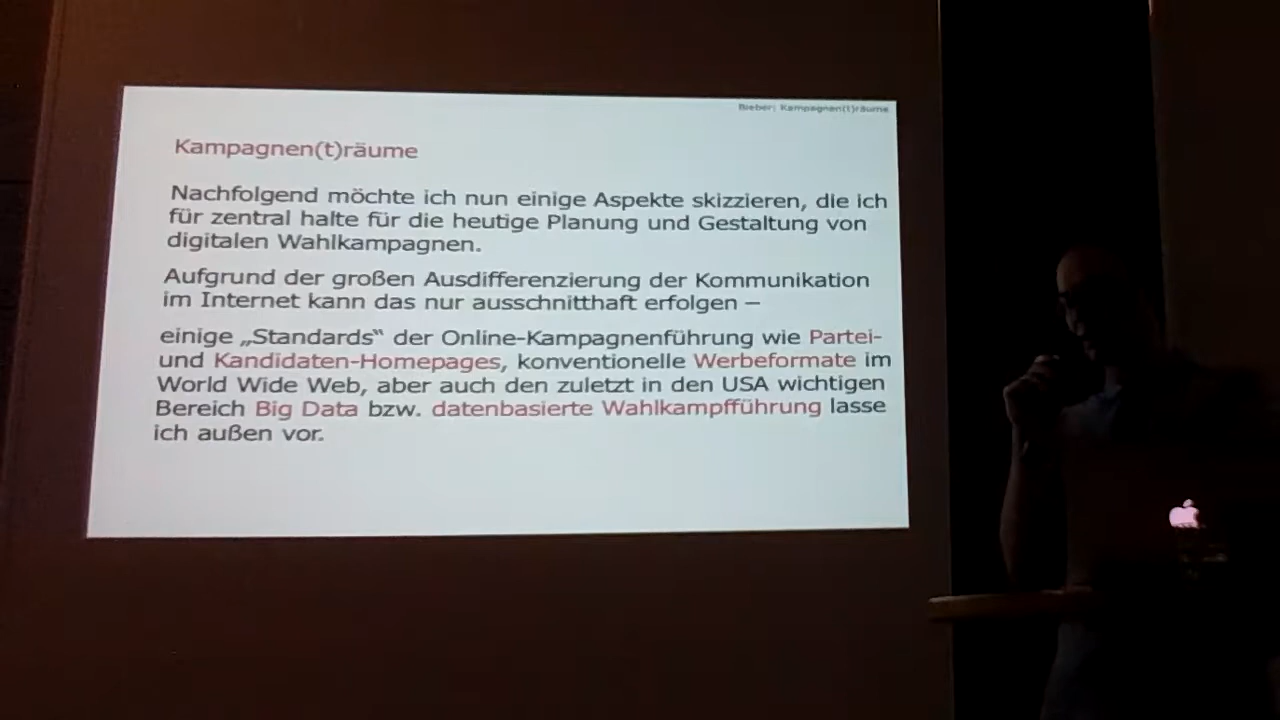 Bieber: Kampagnen(t)räume
Kampagnen(t)räume
Nachfolgend möchte ich nun einige Aspekte skizzieren, die ich
für zentral halte für die heutige Planung und Gestaltung von
digitalen Wahlkampagnen.
Aufgrund der großen Ausdifferenzierung der Kommunikation
im Internet kann das nur ausschnitthaft erfolgen –
einige „Standards“ der Online-Kampagnenführung wie Partei-
und Kandidaten-Homepages, konventionelle Werbeformate im
World Wide Web, aber auch den zuletzt in den USA wichtigen
Bereich Big Data bzw. datenbasierte Wahlkampfführung lasse
ich außen vor.